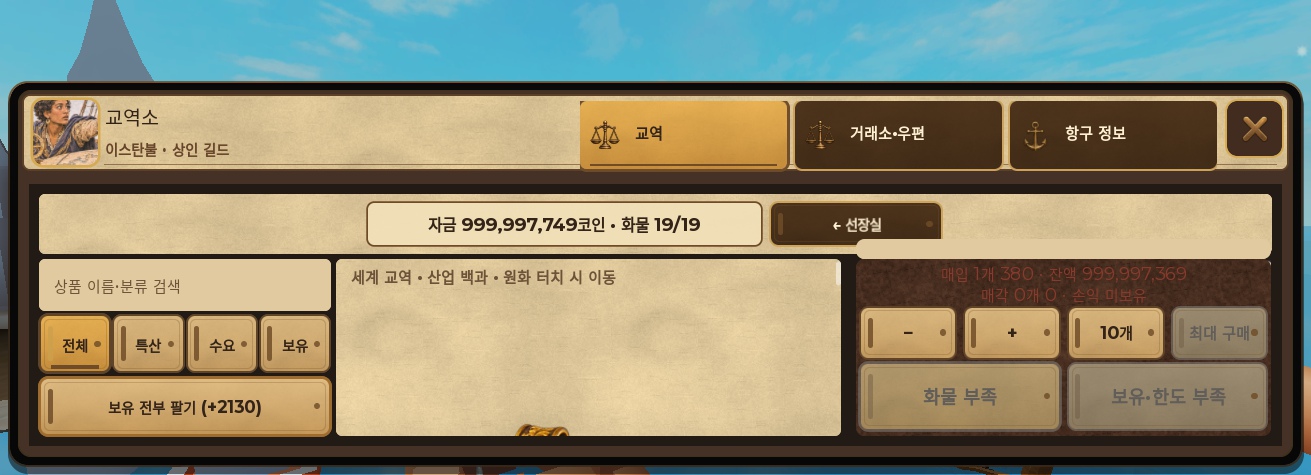 교역소
이스탄불 • 상인 길드
교역
거래소•우편
항구 정보
자금 999,997,749코인 • 화물 19/19
← 선장실
상품 이름·분류 검색
전체
특산
수요
보유
보유 전부 팔기 (+2130)
세계 교역 • 산업 백과 • 원화 터치 시 이동
매입 1개 380 · 잔액 999,997,369
매각 0개 0 · 손익 미보유
−
+
10개
최대 구매
화물 부족
보유·한도 부족